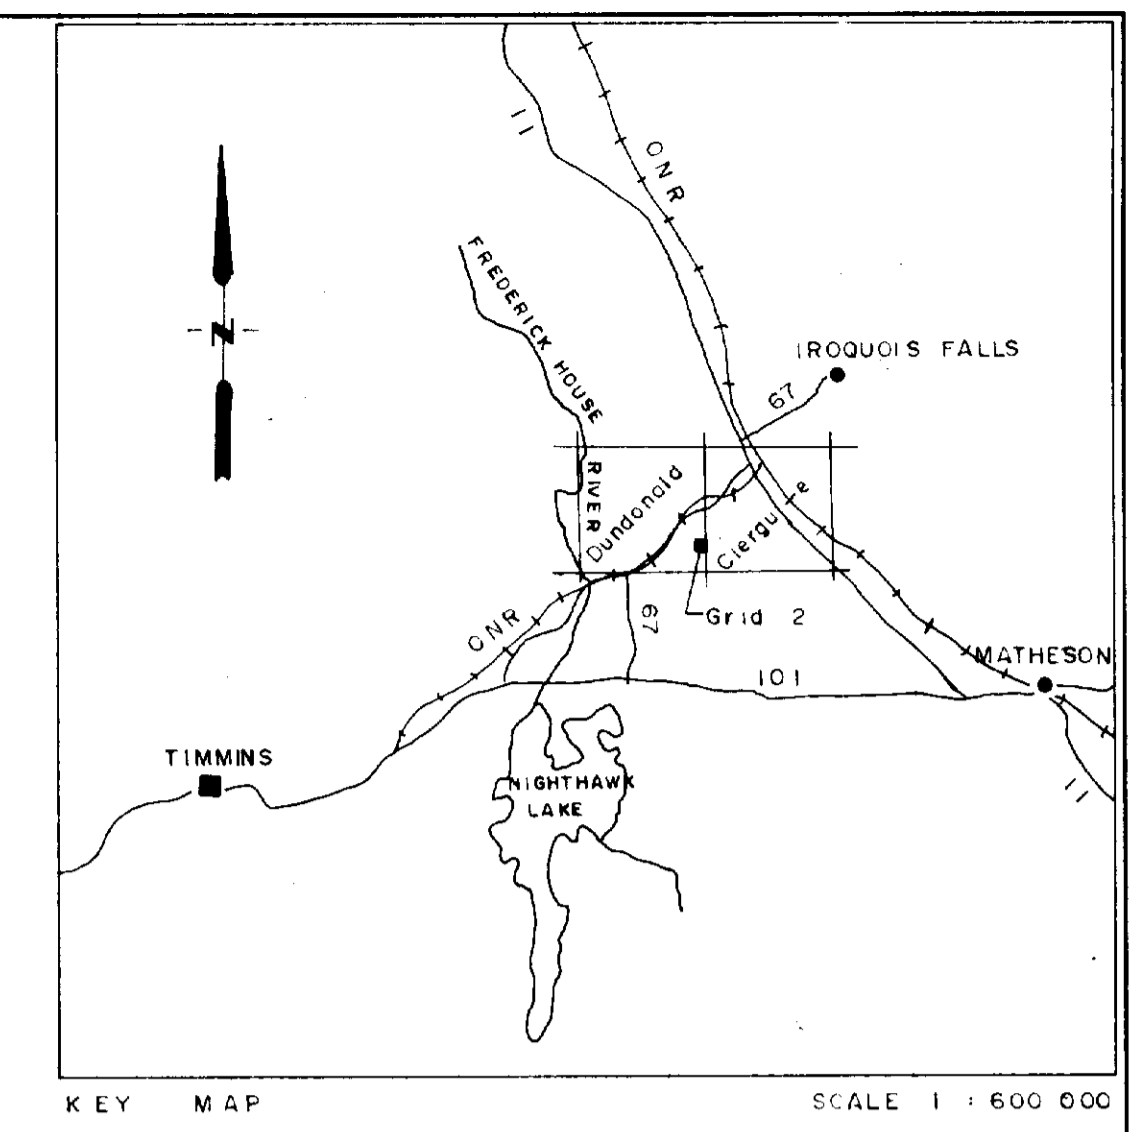 11
ONR
N
FREDERICK HOUSE RIVER
IROQUOIS FALLS
67
Dundonald
Clergue
Grid 2
ONR
67
MATHESON
101
TIMMINS
NIGHTHAWK
LAKE
11
KEY MAP
SCALE 1 : 600 000